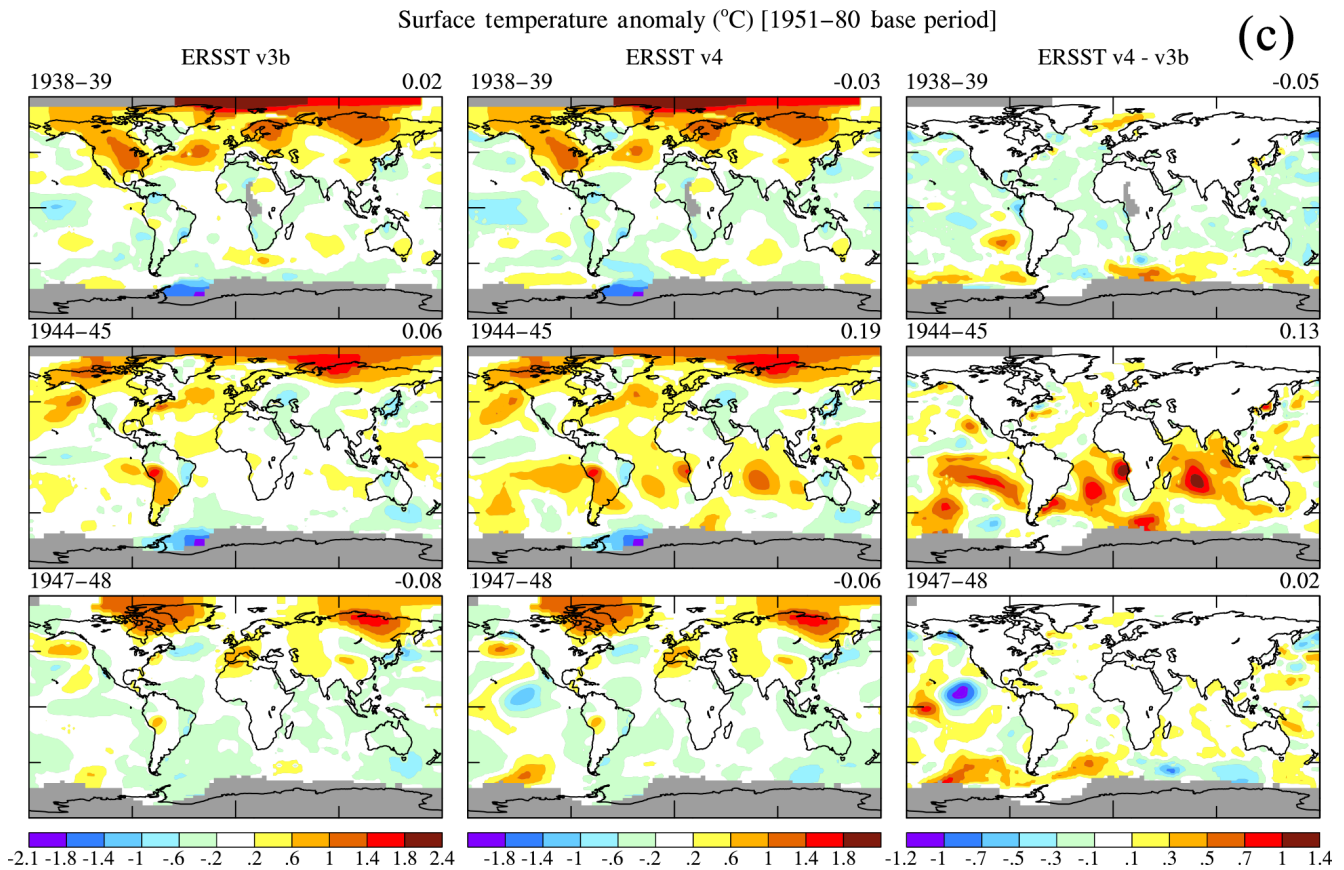 Surface temperature anomaly (°C) [1951−80 base period]
(c)
ERSST v3b
ERSST v4
ERSST v4 - v3b
1938−39 0.02
1938−39 -0.03
1938−39 -0.05
1944−45 0.06
1944−45 0.19
1944−45 0.13
1947−48 -0.08
1947−48 -0.06
1947−48 0.02
-2.1 -1.8 -1.4 -1 -.6 -.2 .2 .6 1 1.4 1.8 2.4
-1.8 -1.4 -1 -.6 -.2 .2 .6 1 1.4 1.8
-1.2 -1 -.7 -.5 -.3 -.1 .1 .3 .5 .7 1 1.4